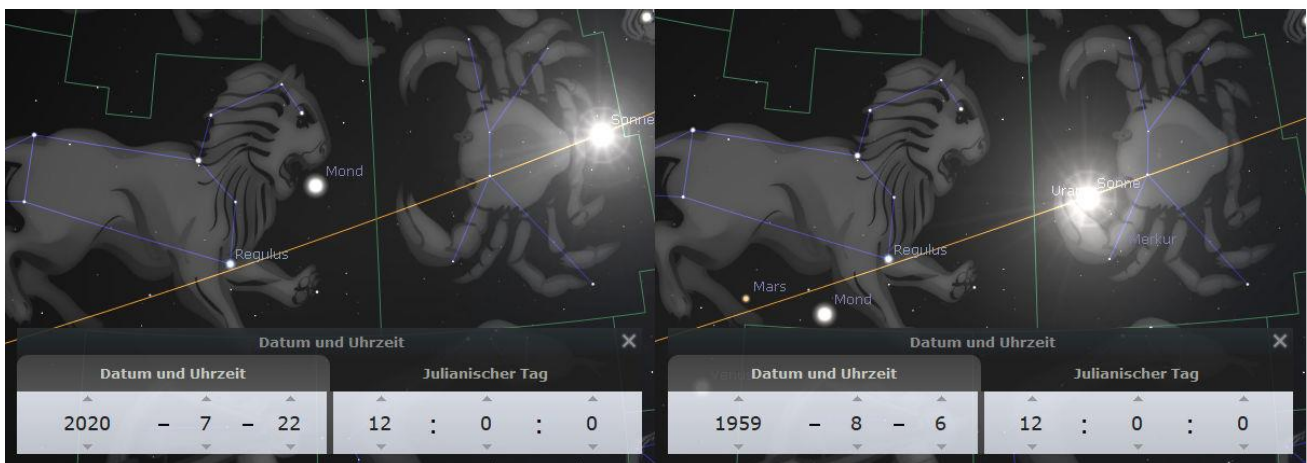 Sonne
Mond
Regulus
Datum und Uhrzeit ×
Datum und Uhrzeit Julianischer Tag
2020 – 7 – 22 12 : 0 : 0
Sonne
Merkur
Regulus
Mars
Mond
Datum und Uhrzeit ×
Datum und Uhrzeit Julianischer Tag
1959 – 8 – 6 12 : 0 : 0